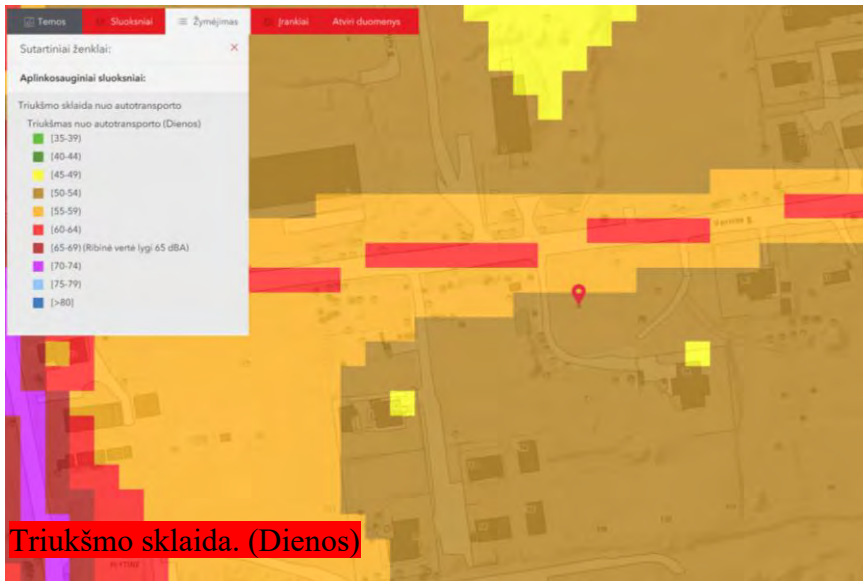 Temos Sluoksniai Žymėjimas Įrankiai Atviri duomenys
Sutartiniai ženklai: ×
Aplinkosauginiai sluoksniai:
Triukšmo sklaida nuo autotransporto
Triukšmas nuo autotransporto (Dienos)
[35-39)
[40-44)
[45-49)
[50-54)
[55-59)
[60-64)
[65-69) (Ribinė vertė lygi 65 dBA)
[70-74)
[75-79)
[>80]
Triukšmo sklaida. (Dienos)